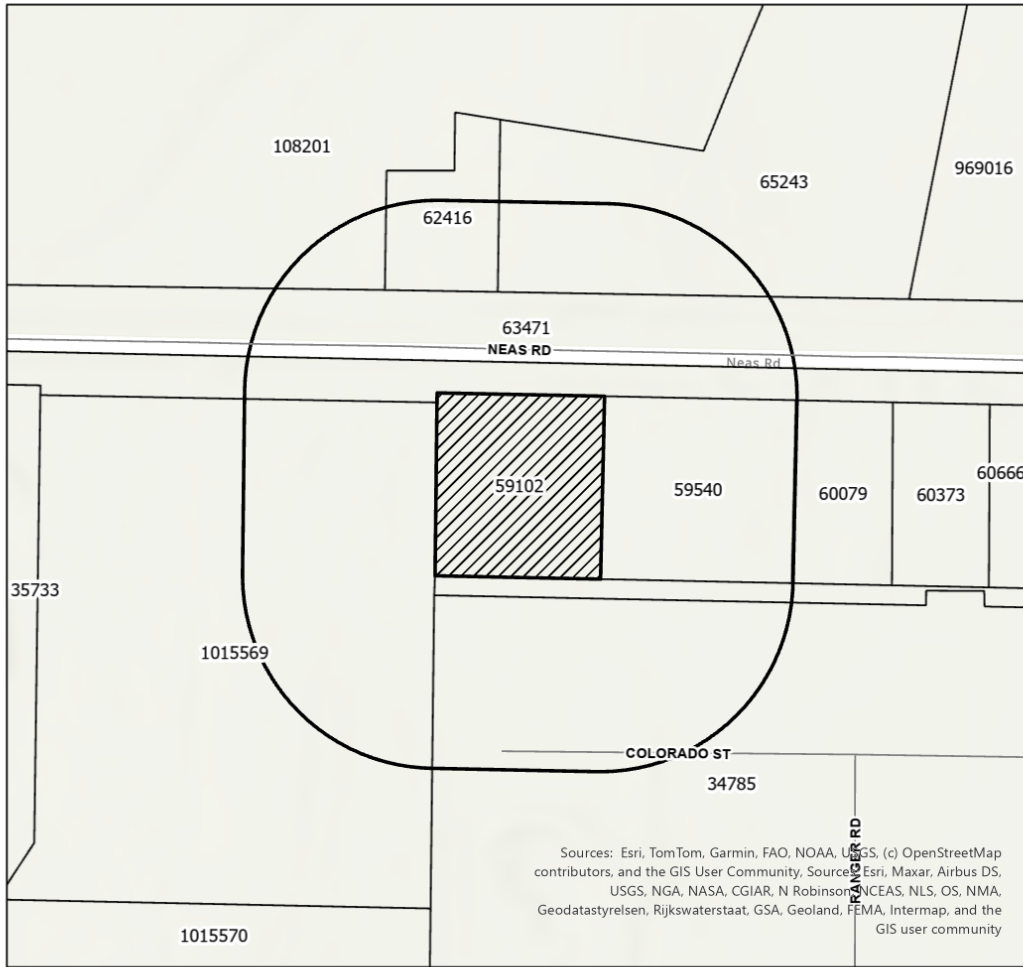 108201
65243
969016
62416
63471
NEAS RD
Neas Rd
59102
59540
60079
60373
60666
35733
1015569
COLORADO ST
34785
RANGER RD
Sources: Esri, TomTom, Garmin, FAO, NOAA, USGS, (c) OpenStreetMap
contributors, and the GIS User Community, Sources: Esri, Maxar, Airbus DS,
USGS, NGA, NASA, CGIAR, N Robinson, NCEAS, NLS, OS, NMA,
Geodatastyrelsen, Rijkswaterstaat, GSA, Geoland, FEMA, Intermap, and the
GIS user community
1015570